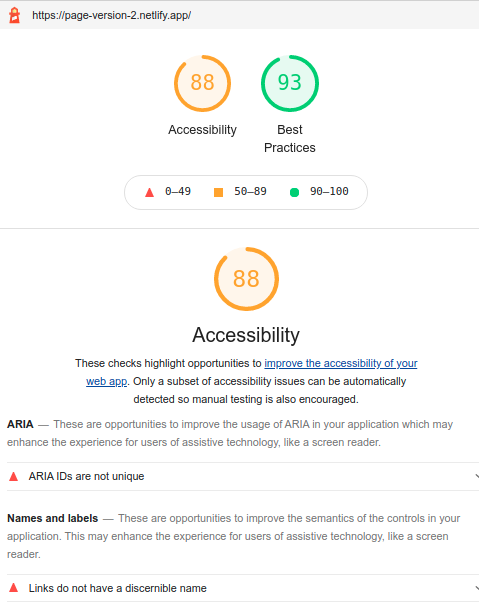 https://page-version-2.netlify.app/
88
93
Accessibility
Best
Practices
0–49
50–89
90–100
88
Accessibility
These checks highlight opportunities to improve the accessibility of your
web app. Only a subset of accessibility issues can be automatically
detected so manual testing is also encouraged.
ARIA — These are opportunities to improve the usage of ARIA in your application which may
enhance the experience for users of assistive technology, like a screen reader.
ARIA IDs are not unique
Names and labels — These are opportunities to improve the semantics of the controls in your
application. This may enhance the experience for users of assistive technology, like a screen
reader.
Links do not have a discernible name